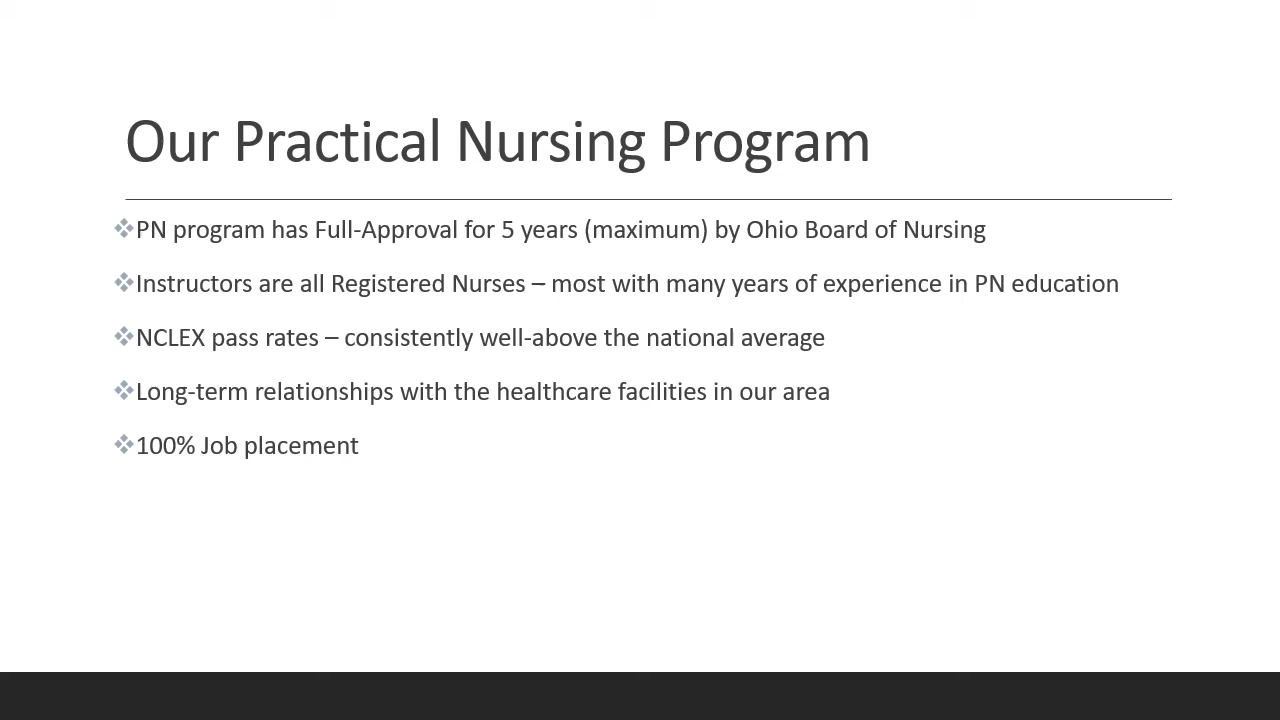 Our Practical Nursing Program
❖PN program has Full-Approval for 5 years (maximum) by Ohio Board of Nursing
❖Instructors are all Registered Nurses – most with many years of experience in PN education
❖NCLEX pass rates – consistently well-above the national average
❖Long-term relationships with the healthcare facilities in our area
❖100% Job placement